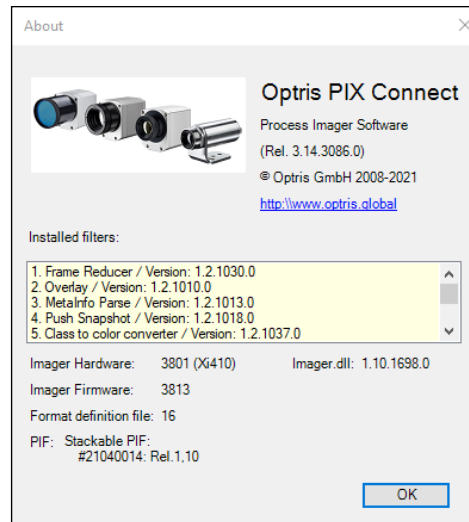 About
Optris PIX Connect
Process Imager Software
(Rel. 3.14.3086.0)
© Optris GmbH 2008-2021
http:\\www.optris.global
Installed filters:
1. Frame Reducer / Version: 1.2.1030.0
2. Overlay / Version: 1.2.1010.0
3. MetaInfo Parse / Version: 1.2.1013.0
4. Push Snapshot / Version: 1.2.1018.0
5. Class to color converter / Version: 1.2.1037.0
Imager Hardware: 3801 (Xi410) Imager.dll: 1.10.1698.0
Imager Firmware: 3813
Format definition file: 16
PIF: Stackable PIF:
#21040014: Rel.1,10
OK